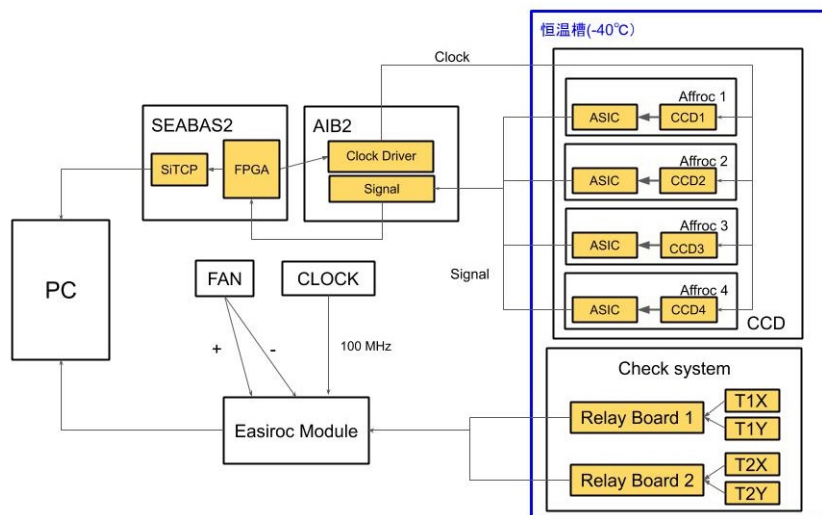 恒温槽(-40℃)
Clock
Affroc 1
ASIC
CCD1
SEABAS2
AIB2
SiTCP
FPGA
Clock Driver
Signal
Affroc 2
ASIC
CCD2
Affroc 3
ASIC
CCD3
Signal
Affroc 4
ASIC
CCD4
CCD
PC
FAN
CLOCK
+
-
100 MHz
Easiroc Module
Check system
Relay Board 1
T1X
T1Y
Relay Board 2
T2X
T2Y